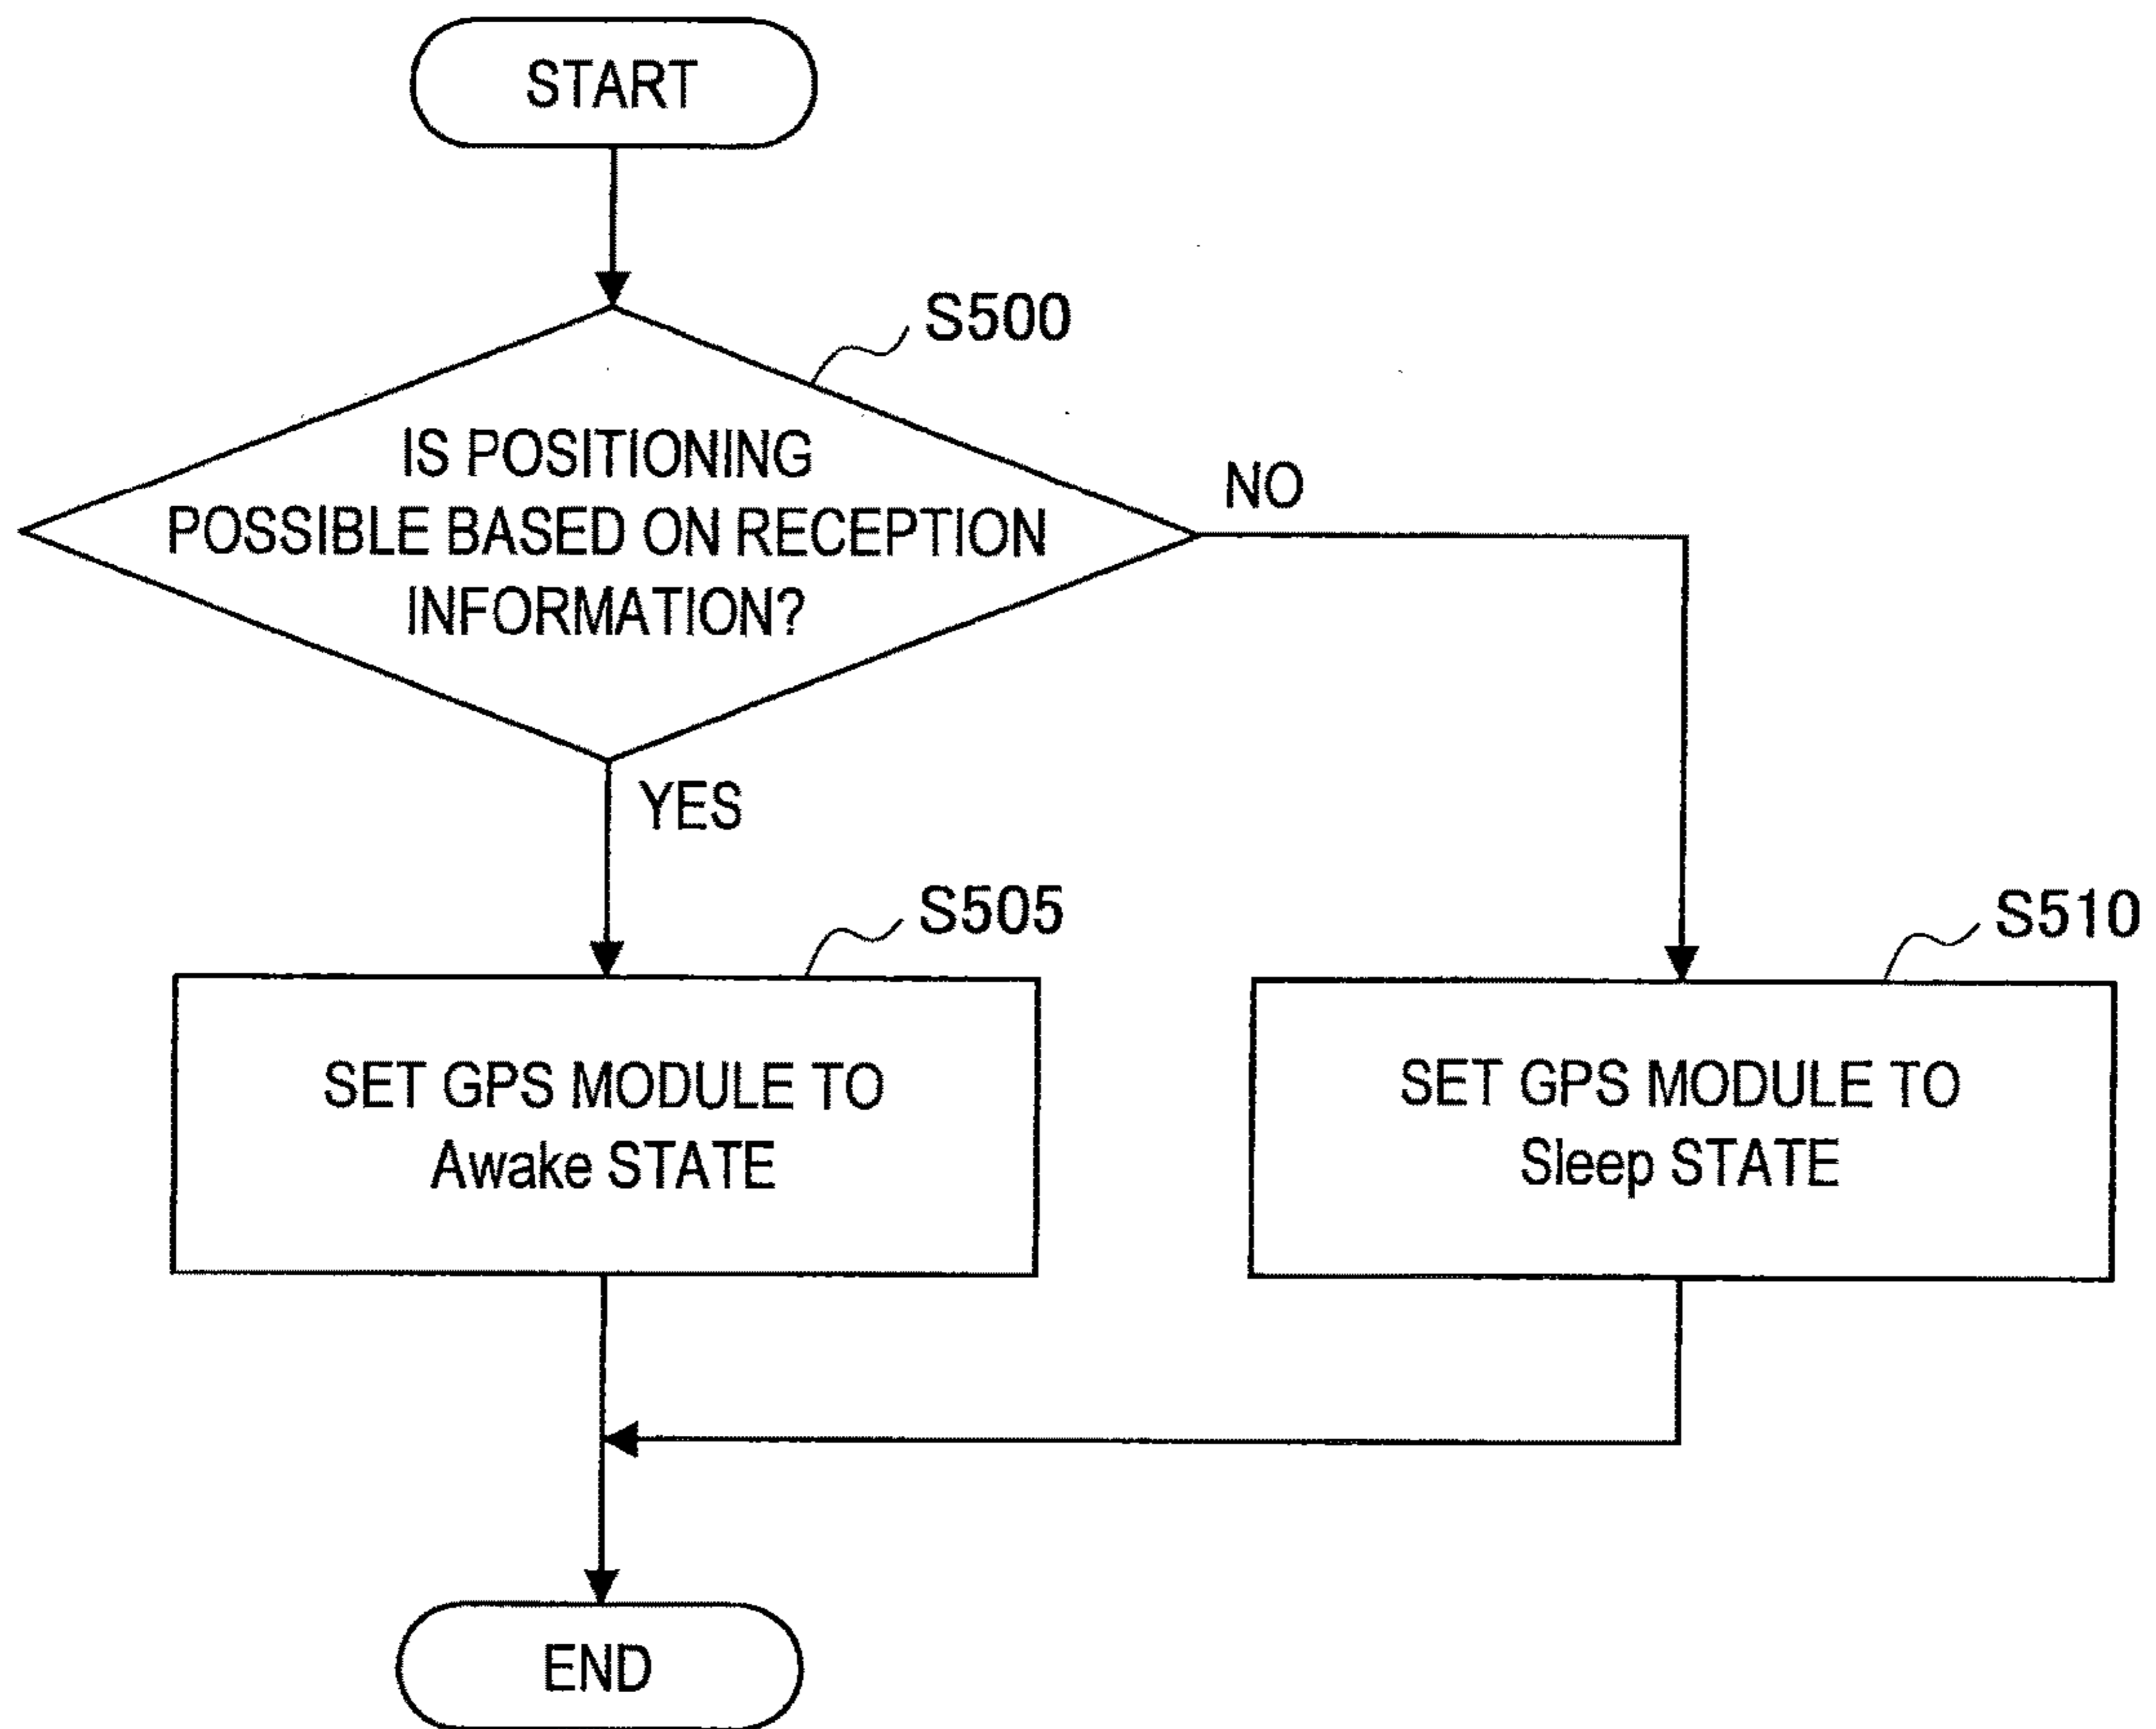 START
S500
IS POSITIONING
POSSIBLE BASED ON RECEPTION
INFORMATION?
NO
YES
S505
S510
SET GPS MODULE TO
Awake STATE
SET GPS MODULE TO
Sleep STATE
END